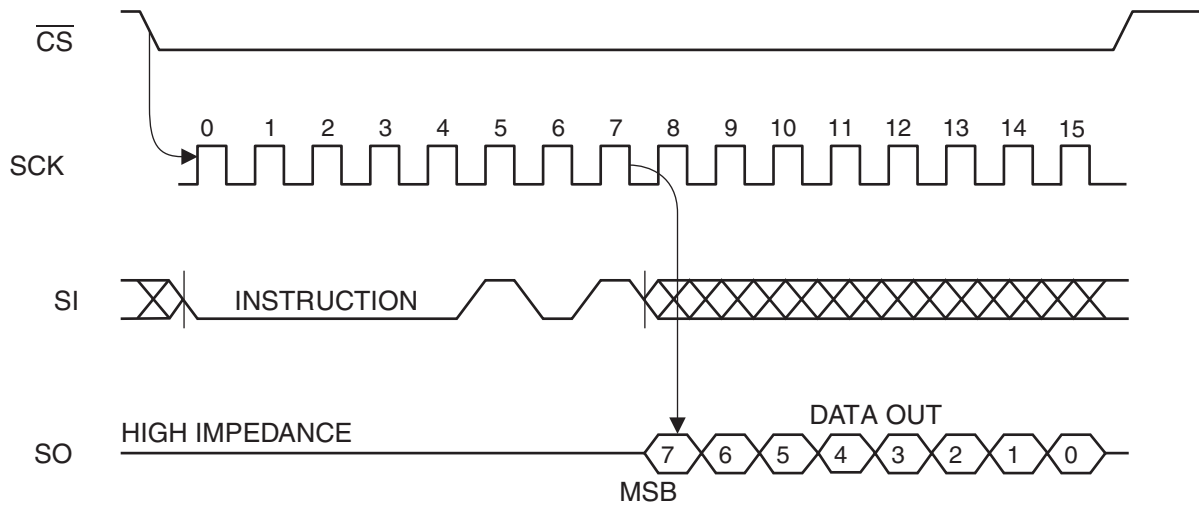 C̅S̅
0 1 2 3 4 5 6 7 8 9 10 11 12 13 14 15
SCK
SI INSTRUCTION
HIGH IMPEDANCE DATA OUT
SO 7 6 5 4 3 2 1 0
MSB